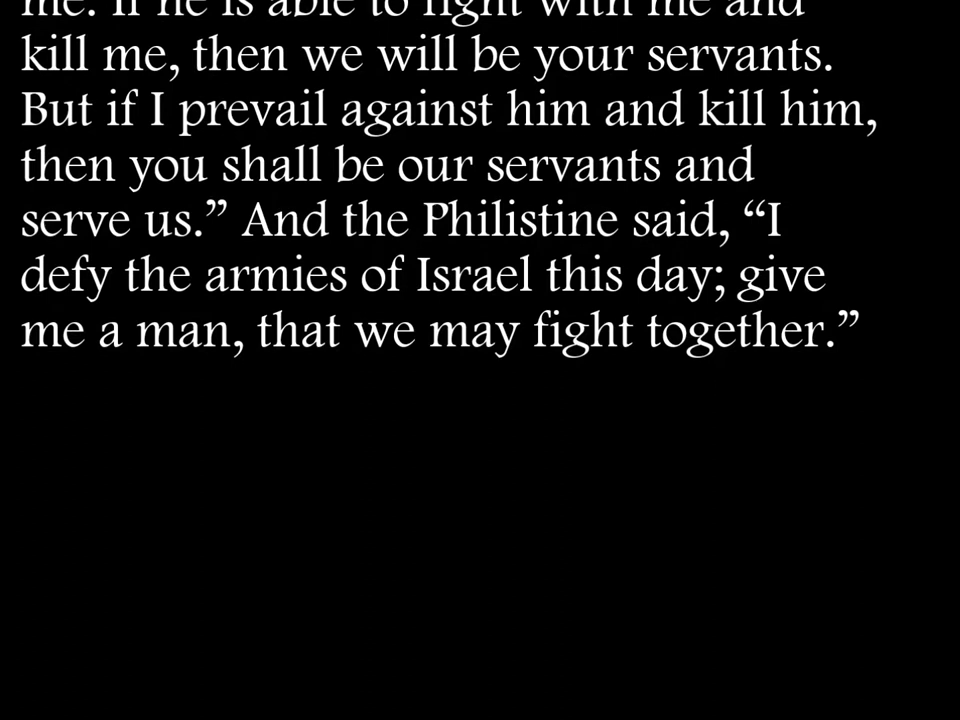 me. If he is able to fight with me and
kill me, then we will be your servants.
But if I prevail against him and kill him,
then you shall be our servants and
serve us.” And the Philistine said, “I
defy the armies of Israel this day; give
me a man, that we may fight together.”